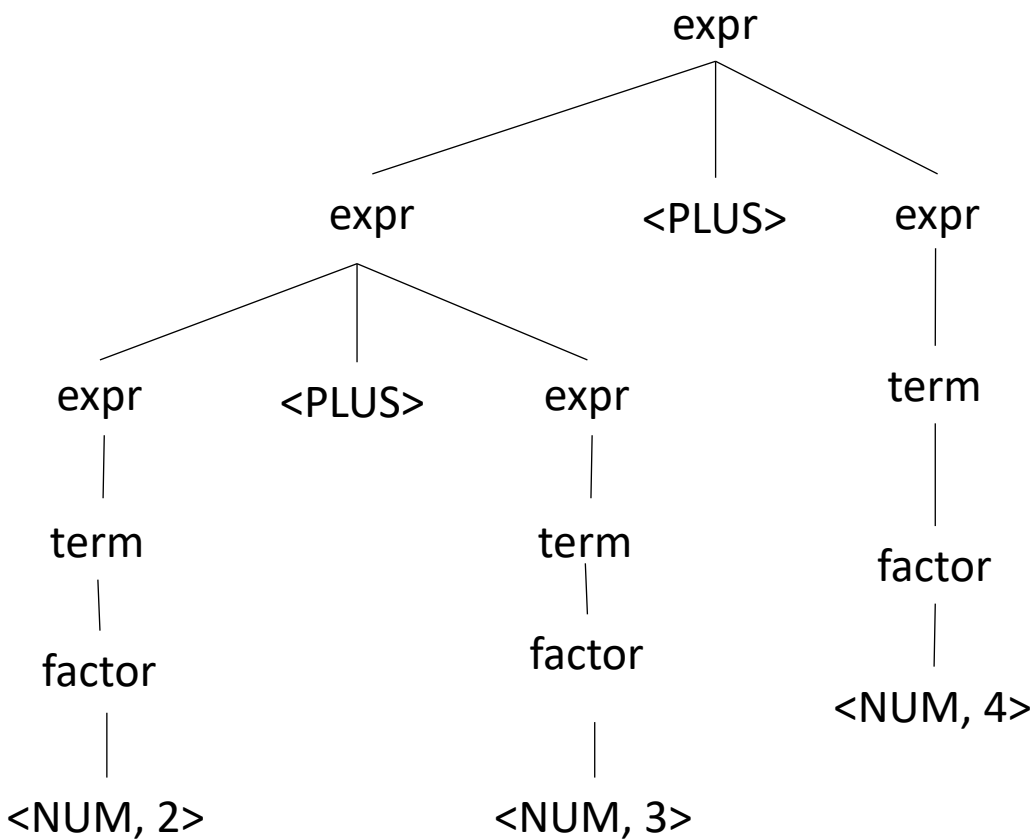 expr
expr <PLUS> expr
expr <PLUS> expr term
term term factor
factor factor <NUM, 4>
<NUM, 2> <NUM, 3>